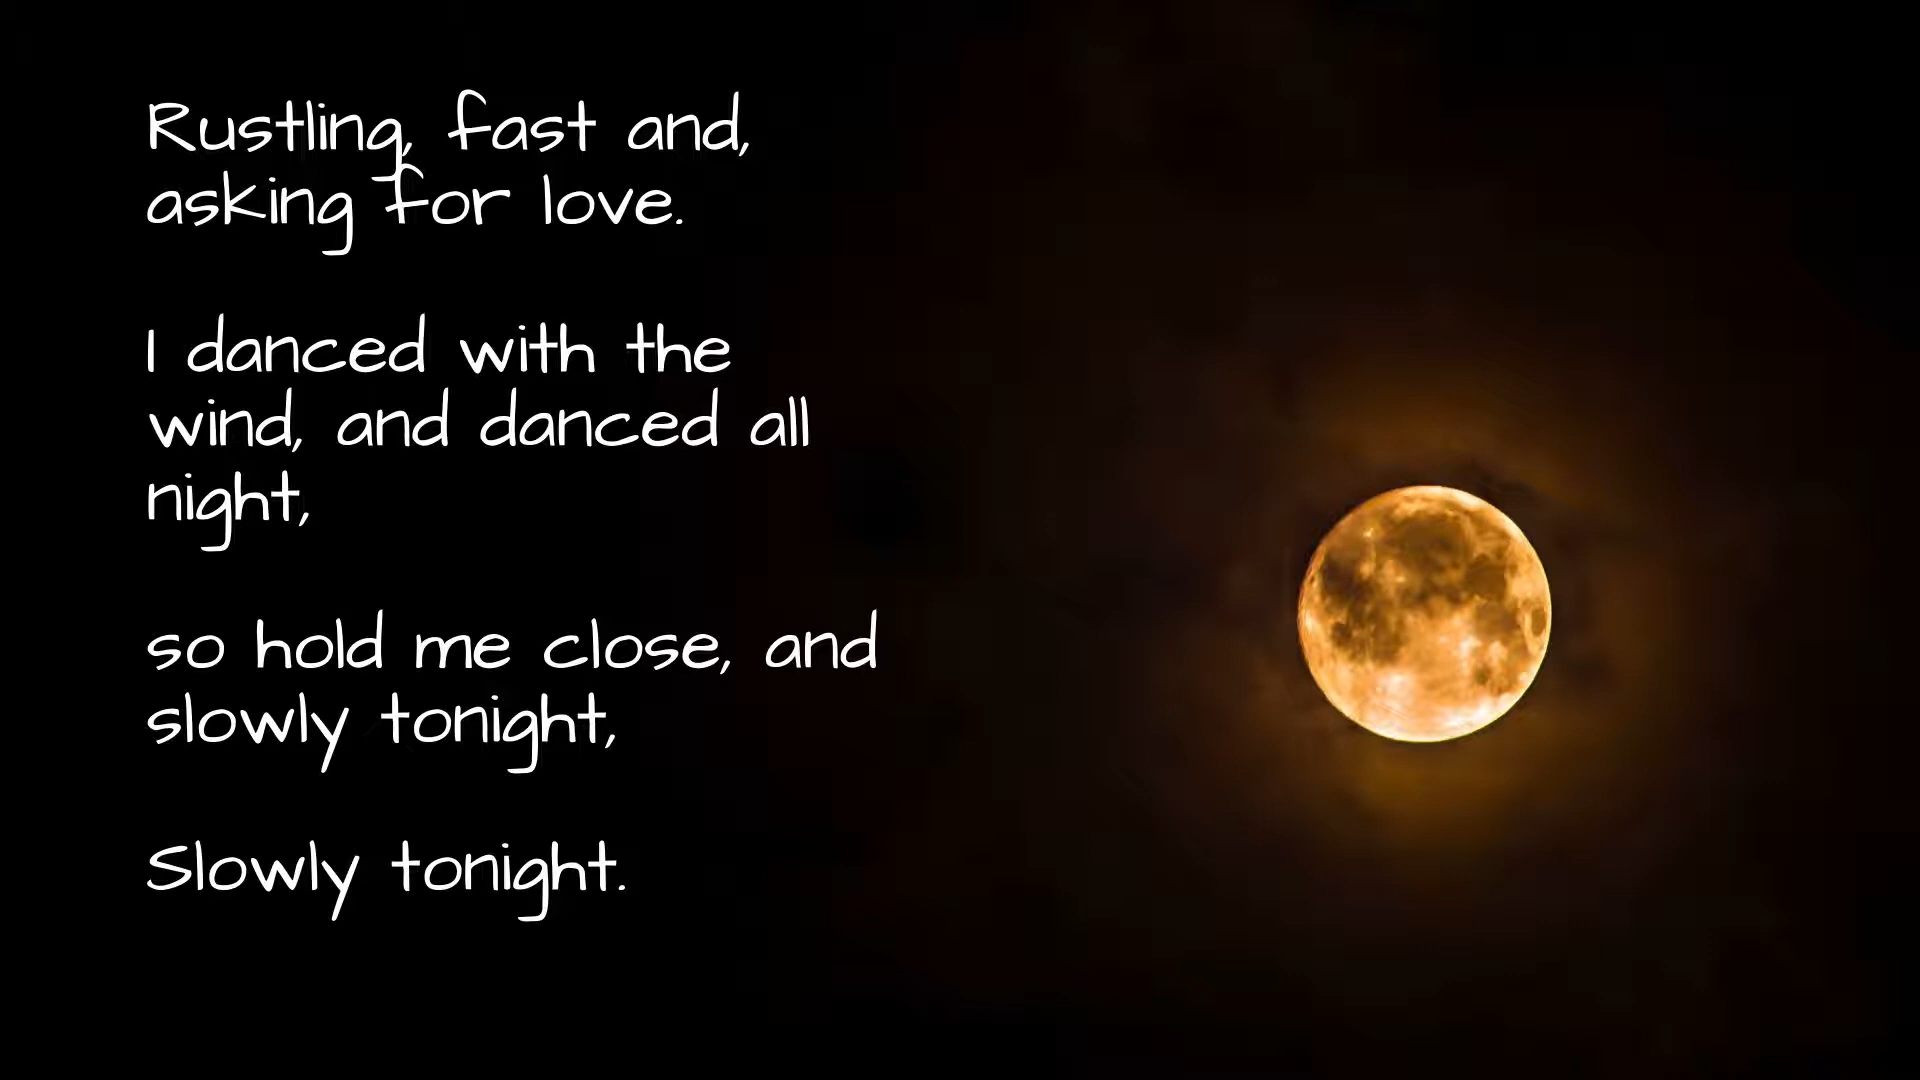 Rustling, fast and,
asking for love.
I danced with the
wind, and danced all
night,
so hold me close, and
slowly tonight,
Slowly tonight.